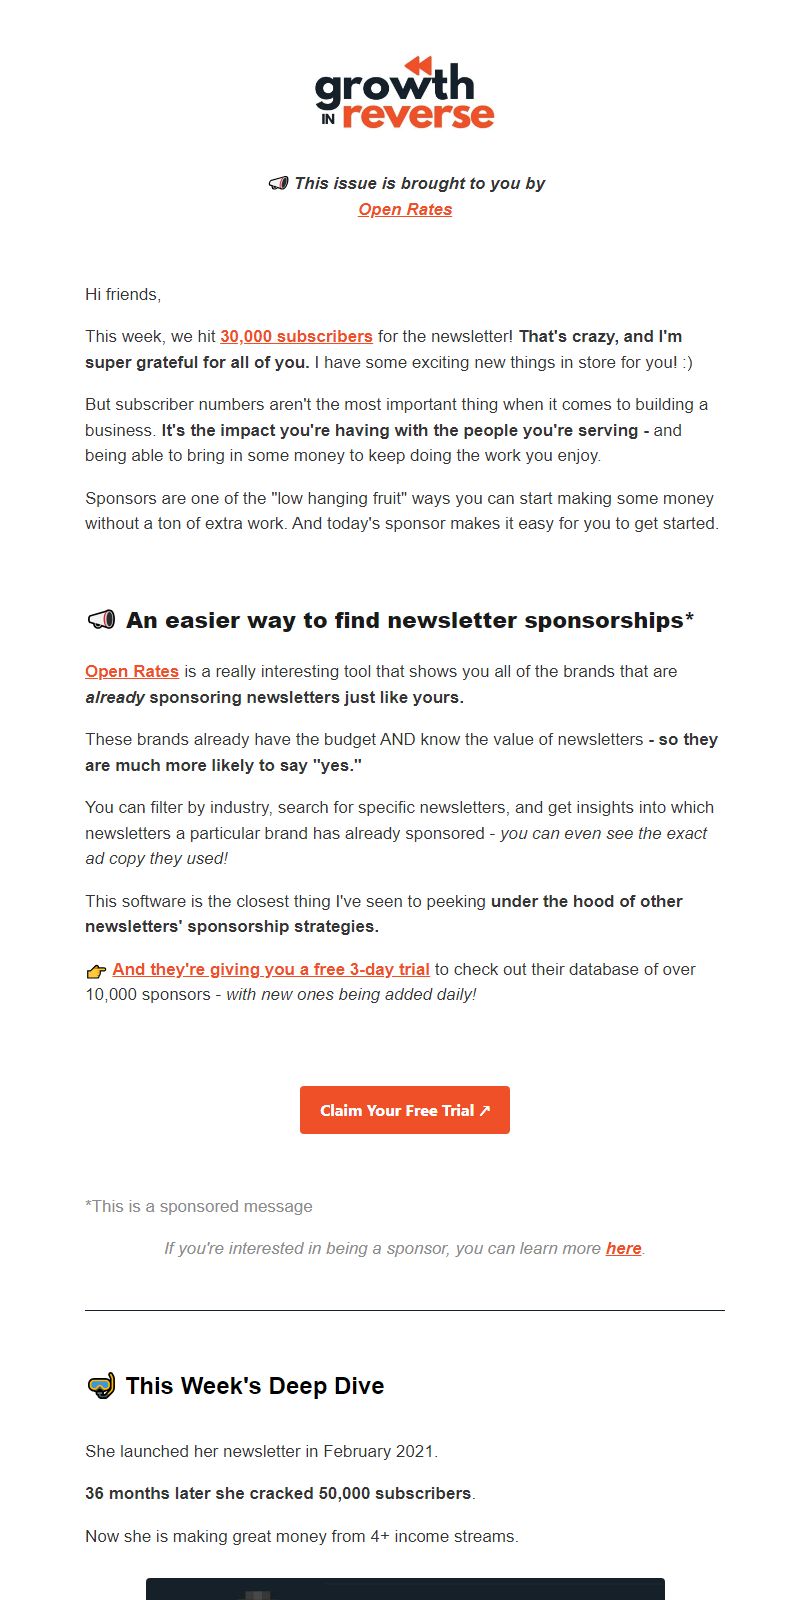 growth
IN reverse
📣 This issue is brought to you by
Open Rates
Hi friends,
This week, we hit 30,000 subscribers for the newsletter! That's crazy, and I'm
super grateful for all of you. I have some exciting new things in store for you! :)
But subscriber numbers aren't the most important thing when it comes to building a
business. It's the impact you're having with the people you're serving - and
being able to bring in some money to keep doing the work you enjoy.
Sponsors are one of the "low hanging fruit" ways you can start making some money
without a ton of extra work. And today's sponsor makes it easy for you to get started.
📣 An easier way to find newsletter sponsorships*
Open Rates is a really interesting tool that shows you all of the brands that are
already sponsoring newsletters just like yours.
These brands already have the budget AND know the value of newsletters - so they
are much more likely to say "yes."
You can filter by industry, search for specific newsletters, and get insights into which
newsletters a particular brand has already sponsored - you can even see the exact
ad copy they used!
This software is the closest thing I've seen to peeking under the hood of other
newsletters' sponsorship strategies.
👉 And they're giving you a free 3-day trial to check out their database of over
10,000 sponsors - with new ones being added daily!
Claim Your Free Trial ↗
*This is a sponsored message
If you're interested in being a sponsor, you can learn more here.
🤿 This Week's Deep Dive
She launched her newsletter in February 2021.
36 months later she cracked 50,000 subscribers.
Now she is making great money from 4+ income streams.